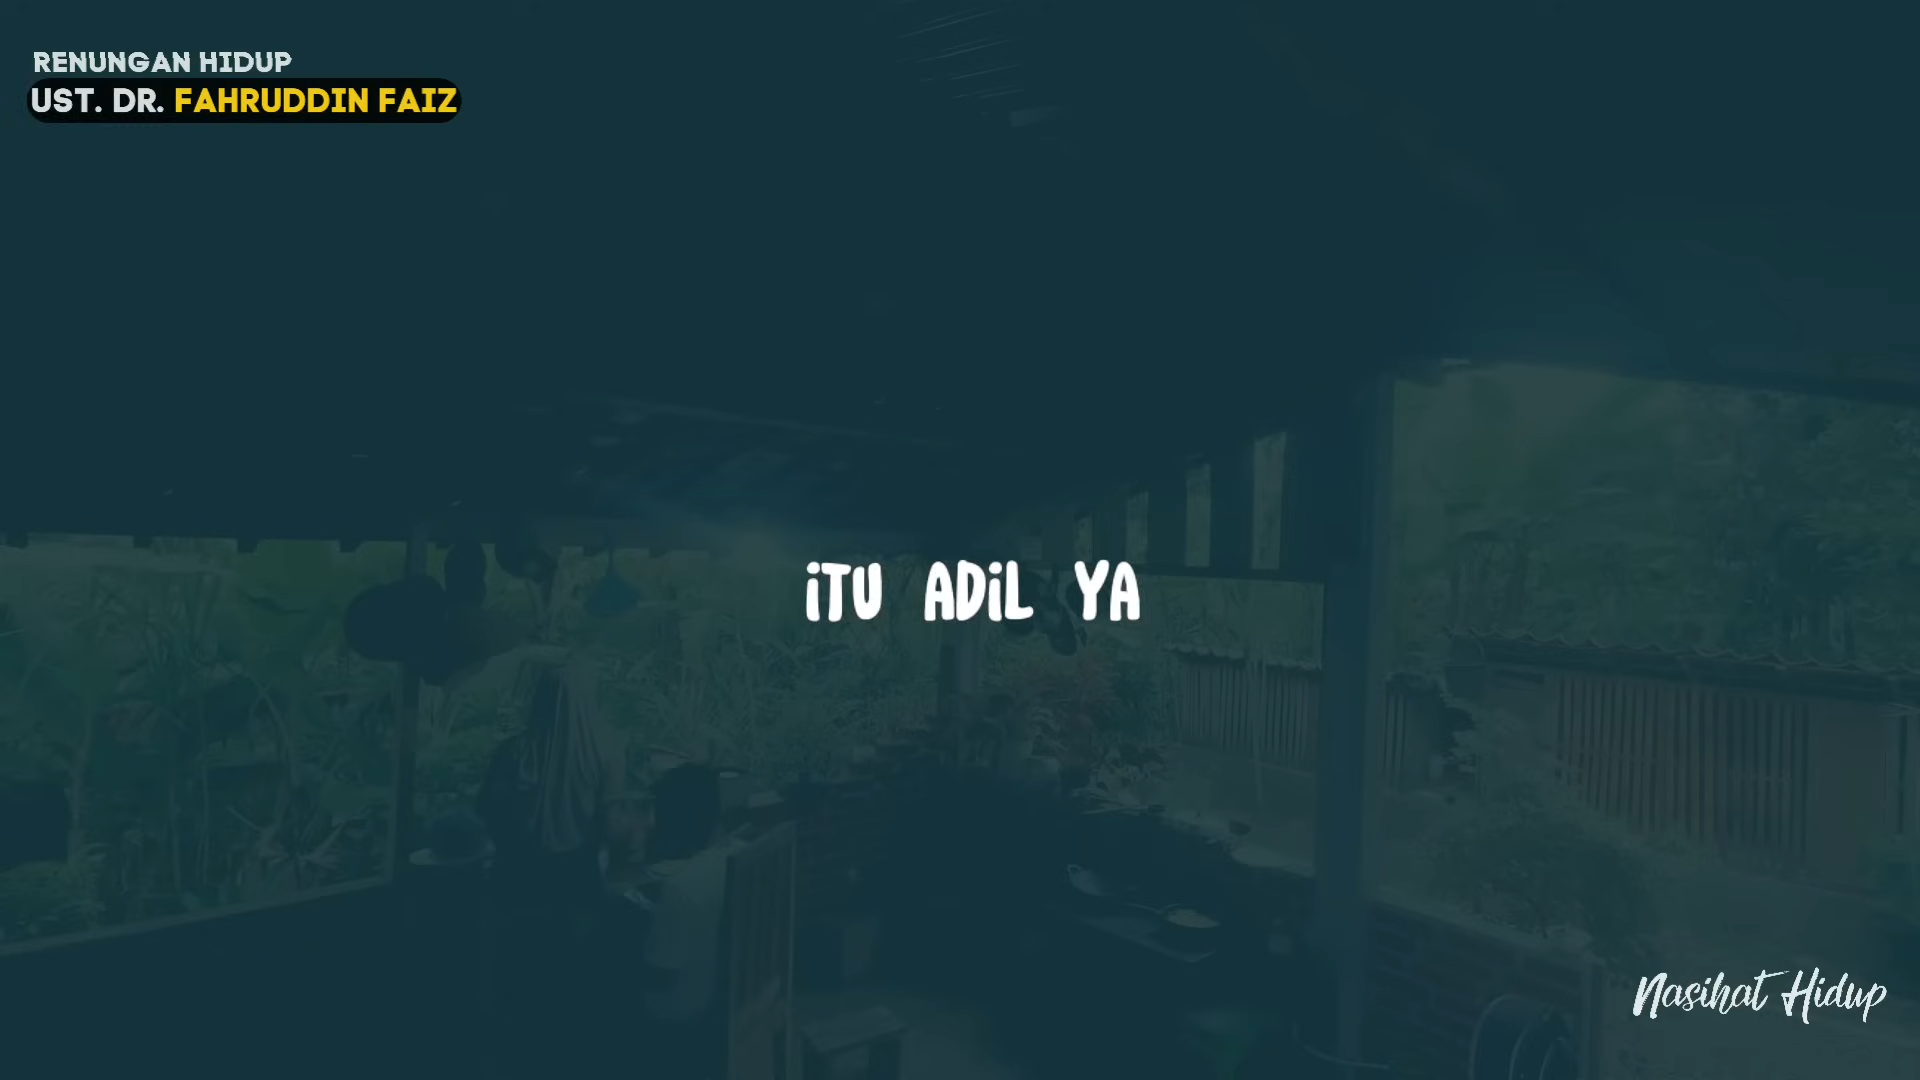 RENUNGAN HIDUP
UST. DR. FAHRUDDIN FAIZ
iTU ADiL YA
Nasihat Hidup